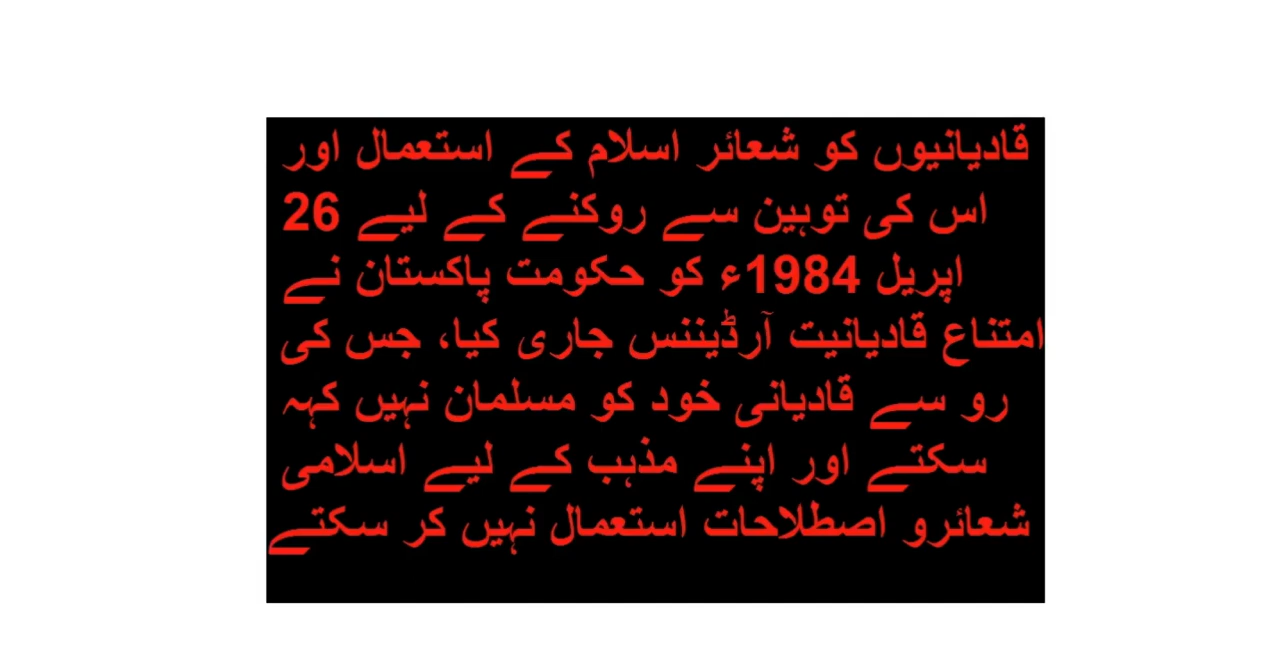 قادیانیوں کو شعائر اسلام کے استعمال اور
اس کی توہین سے روکنے کے لیے 26
اپریل 1984ء کو حکومت پاکستان نے
امتناع قادیانیت آرڈیننس جاری کیا، جس کی
رو سے قادیانی خود کو مسلمان نہیں کہہ
سکتے اور اپنے مذہب کے لیے اسلامی
شعائرو اصطلاحات استعمال نہیں کر سکتے